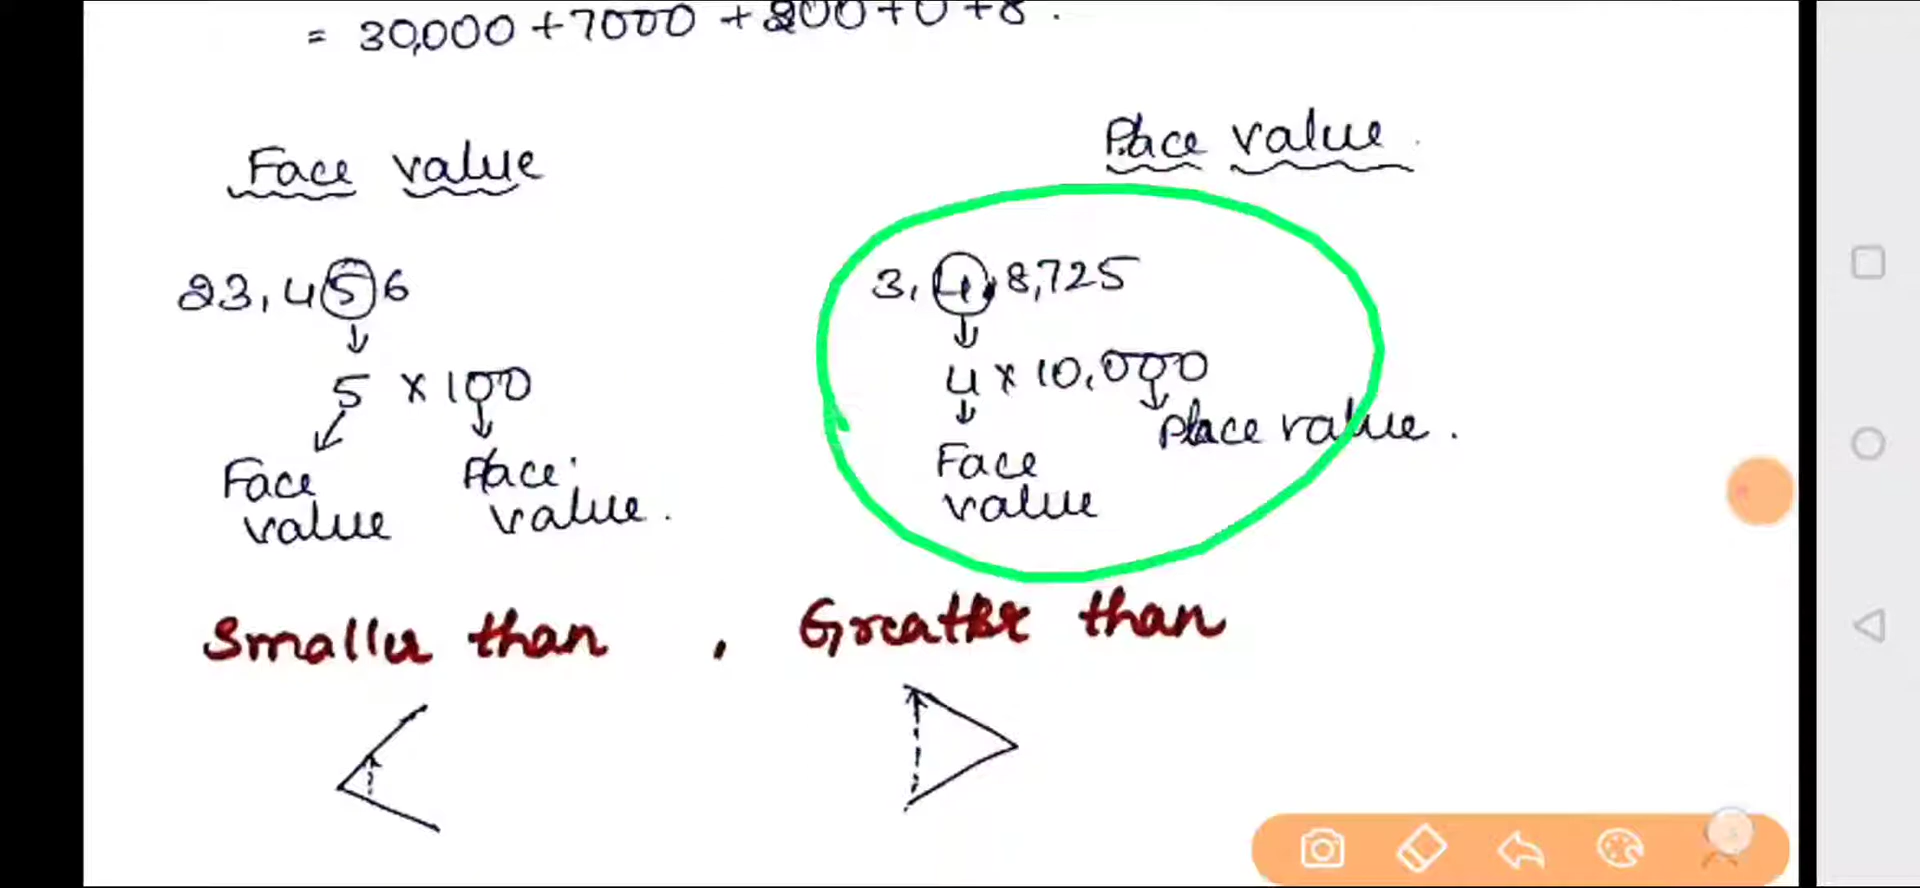 = 30,000 + 7000 + 200 + 0 + 8 .
Face value
Place value .
23, 456
5 × 100
Face value
Place value .
3, 4, 8,725
4 × 10,000
Face value
Place value .
Smaller than , Greater than